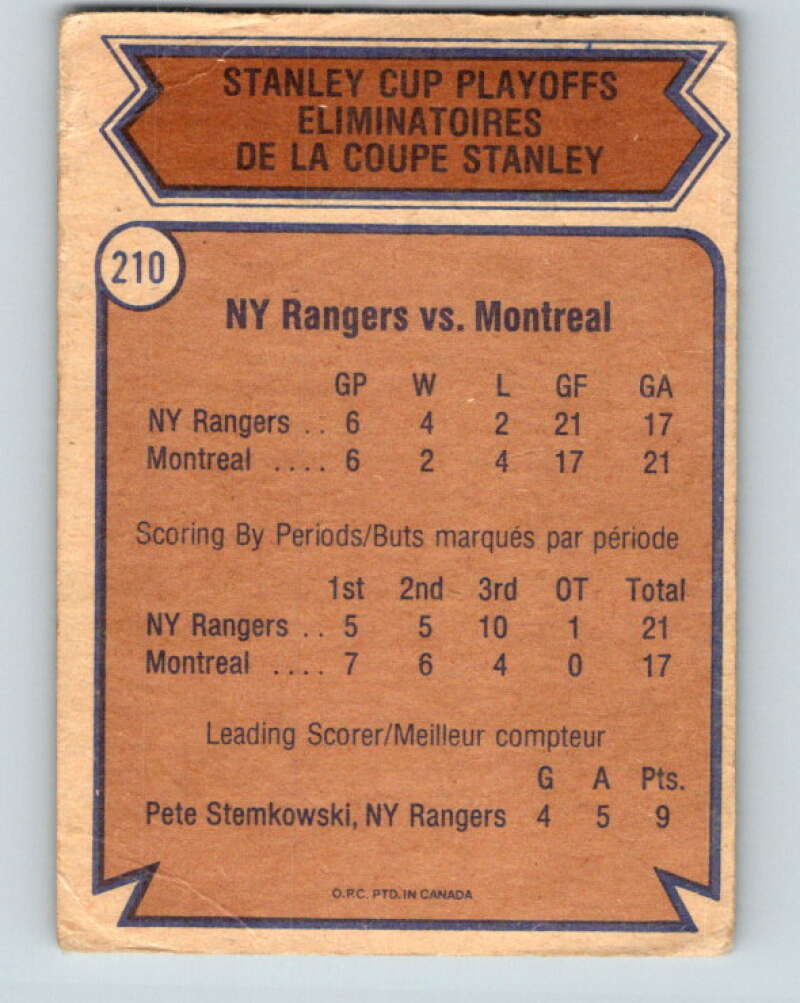 STANLEY CUP PLAYOFFS
ELIMINATOIRES
DE LA COUPE STANLEY
210
NY Rangers vs. Montreal
GP W L GF GA
NY Rangers .. 6 4 2 21 17
Montreal .... 6 2 4 17 21
Scoring By Periods/Buts marqués par période
1st 2nd 3rd OT Total
NY Rangers .. 5 5 10 1 21
Montreal .... 7 6 4 0 17
Leading Scorer/Meilleur compteur
G A Pts.
Pete Stemkowski, NY Rangers 4 5 9
O.P.C. PTD. IN CANADA